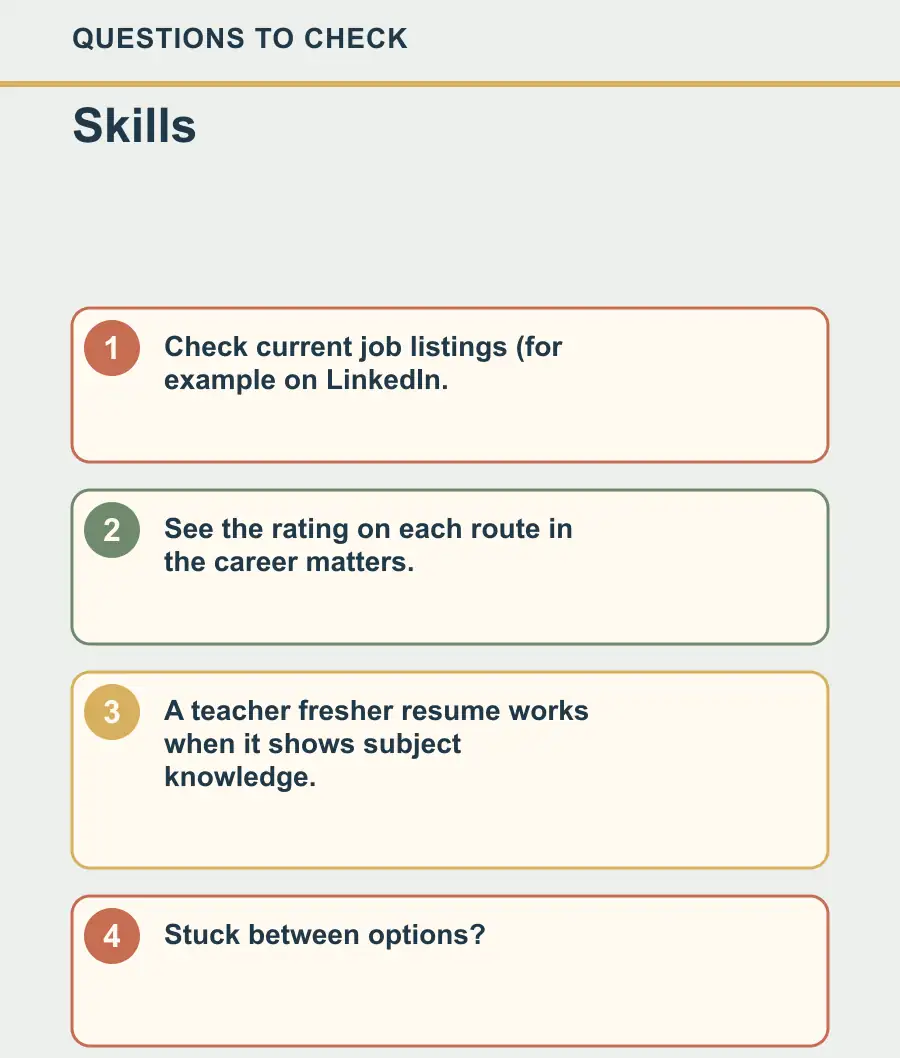 QUESTIONS TO CHECK
Skills
1
Check current job listings (for
example on LinkedIn.
2
See the rating on each route in
the career matters.
3
A teacher fresher resume works
when it shows subject
knowledge.
4
Stuck between options?